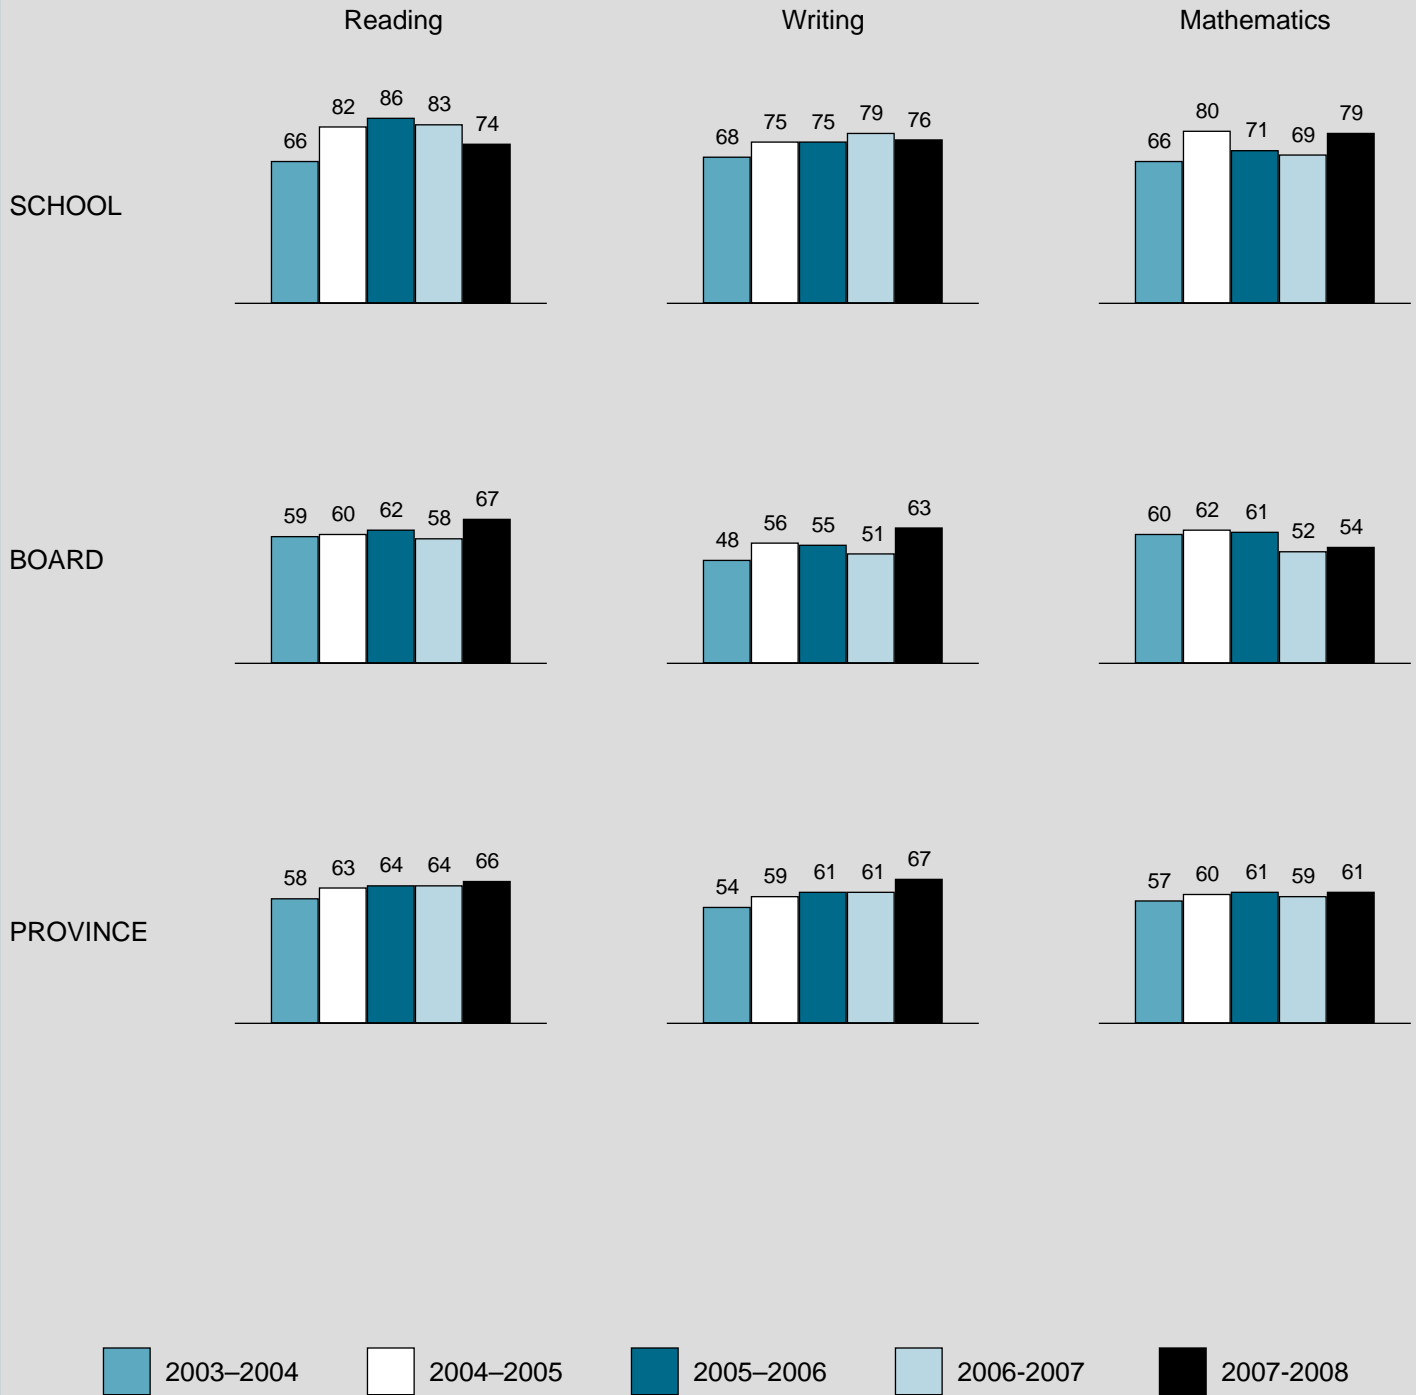 Reading Writing Mathematics
66 82 86 83 74 68 75 75 79 76 66 80 71 69 79
SCHOOL
59 60 62 58 67 48 56 55 51 63 60 62 61 52 54
BOARD
58 63 64 64 66 54 59 61 61 67 57 60 61 59 61
PROVINCE
2003–2004 2004–2005 2005–2006 2006-2007 2007-2008